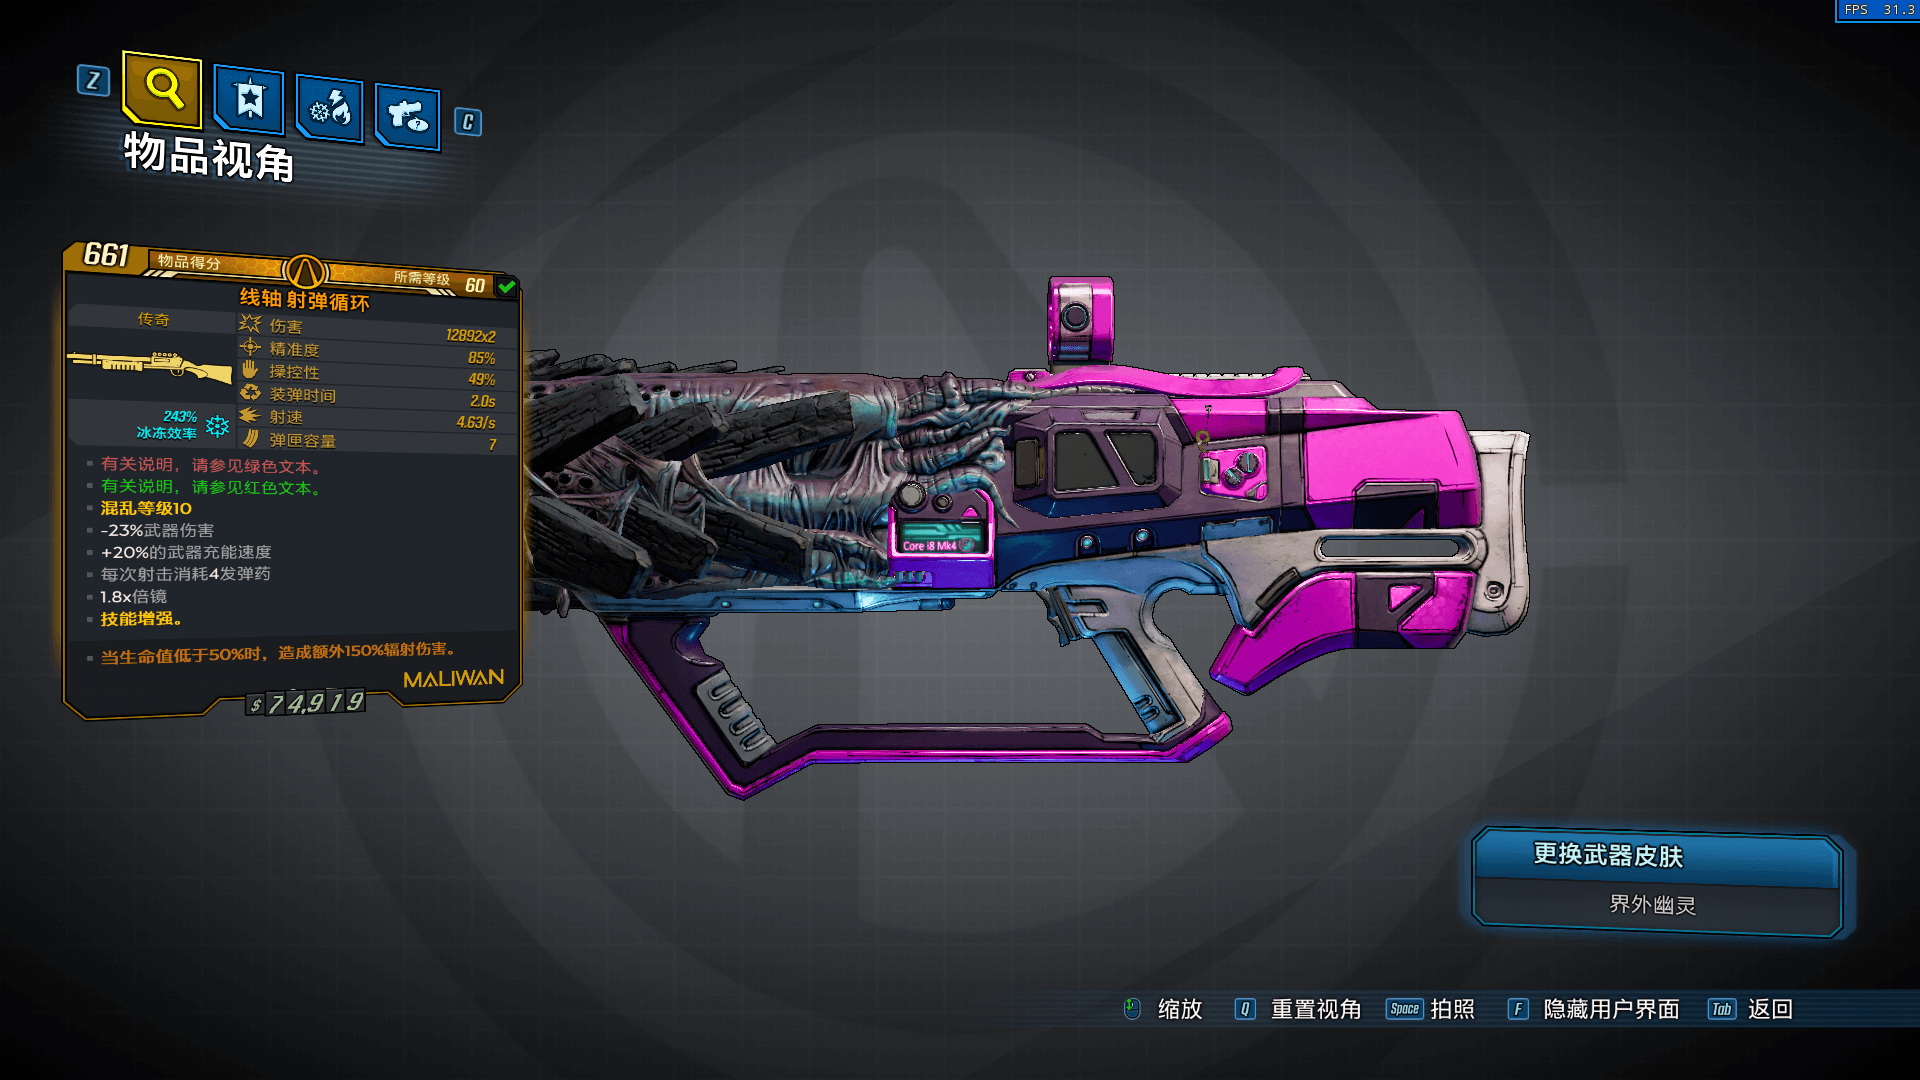 FPS 31.3
Z
C
物品视角
661 物品得分 所需等级 60
线轴 射弹循环
传奇
伤害 12892x2
精准度 85%
操控性 49%
装弹时间 2.0s
射速 4.63/s
弹匣容量 7
243%
冰冻效率
有关说明，请参见绿色文本。
有关说明，请参见红色文本。
混乱等级10
-23%武器伤害
+20%的武器充能速度
每次射击消耗4发弹药
1.8x倍镜
技能增强。
当生命值低于50%时，造成额外150%辐射伤害。
MALIWAN
$ 74,919
Core i8 Mk4
更换武器皮肤
界外幽灵
缩放 Q 重置视角 Space 拍照 F 隐藏用户界面 Tab 返回